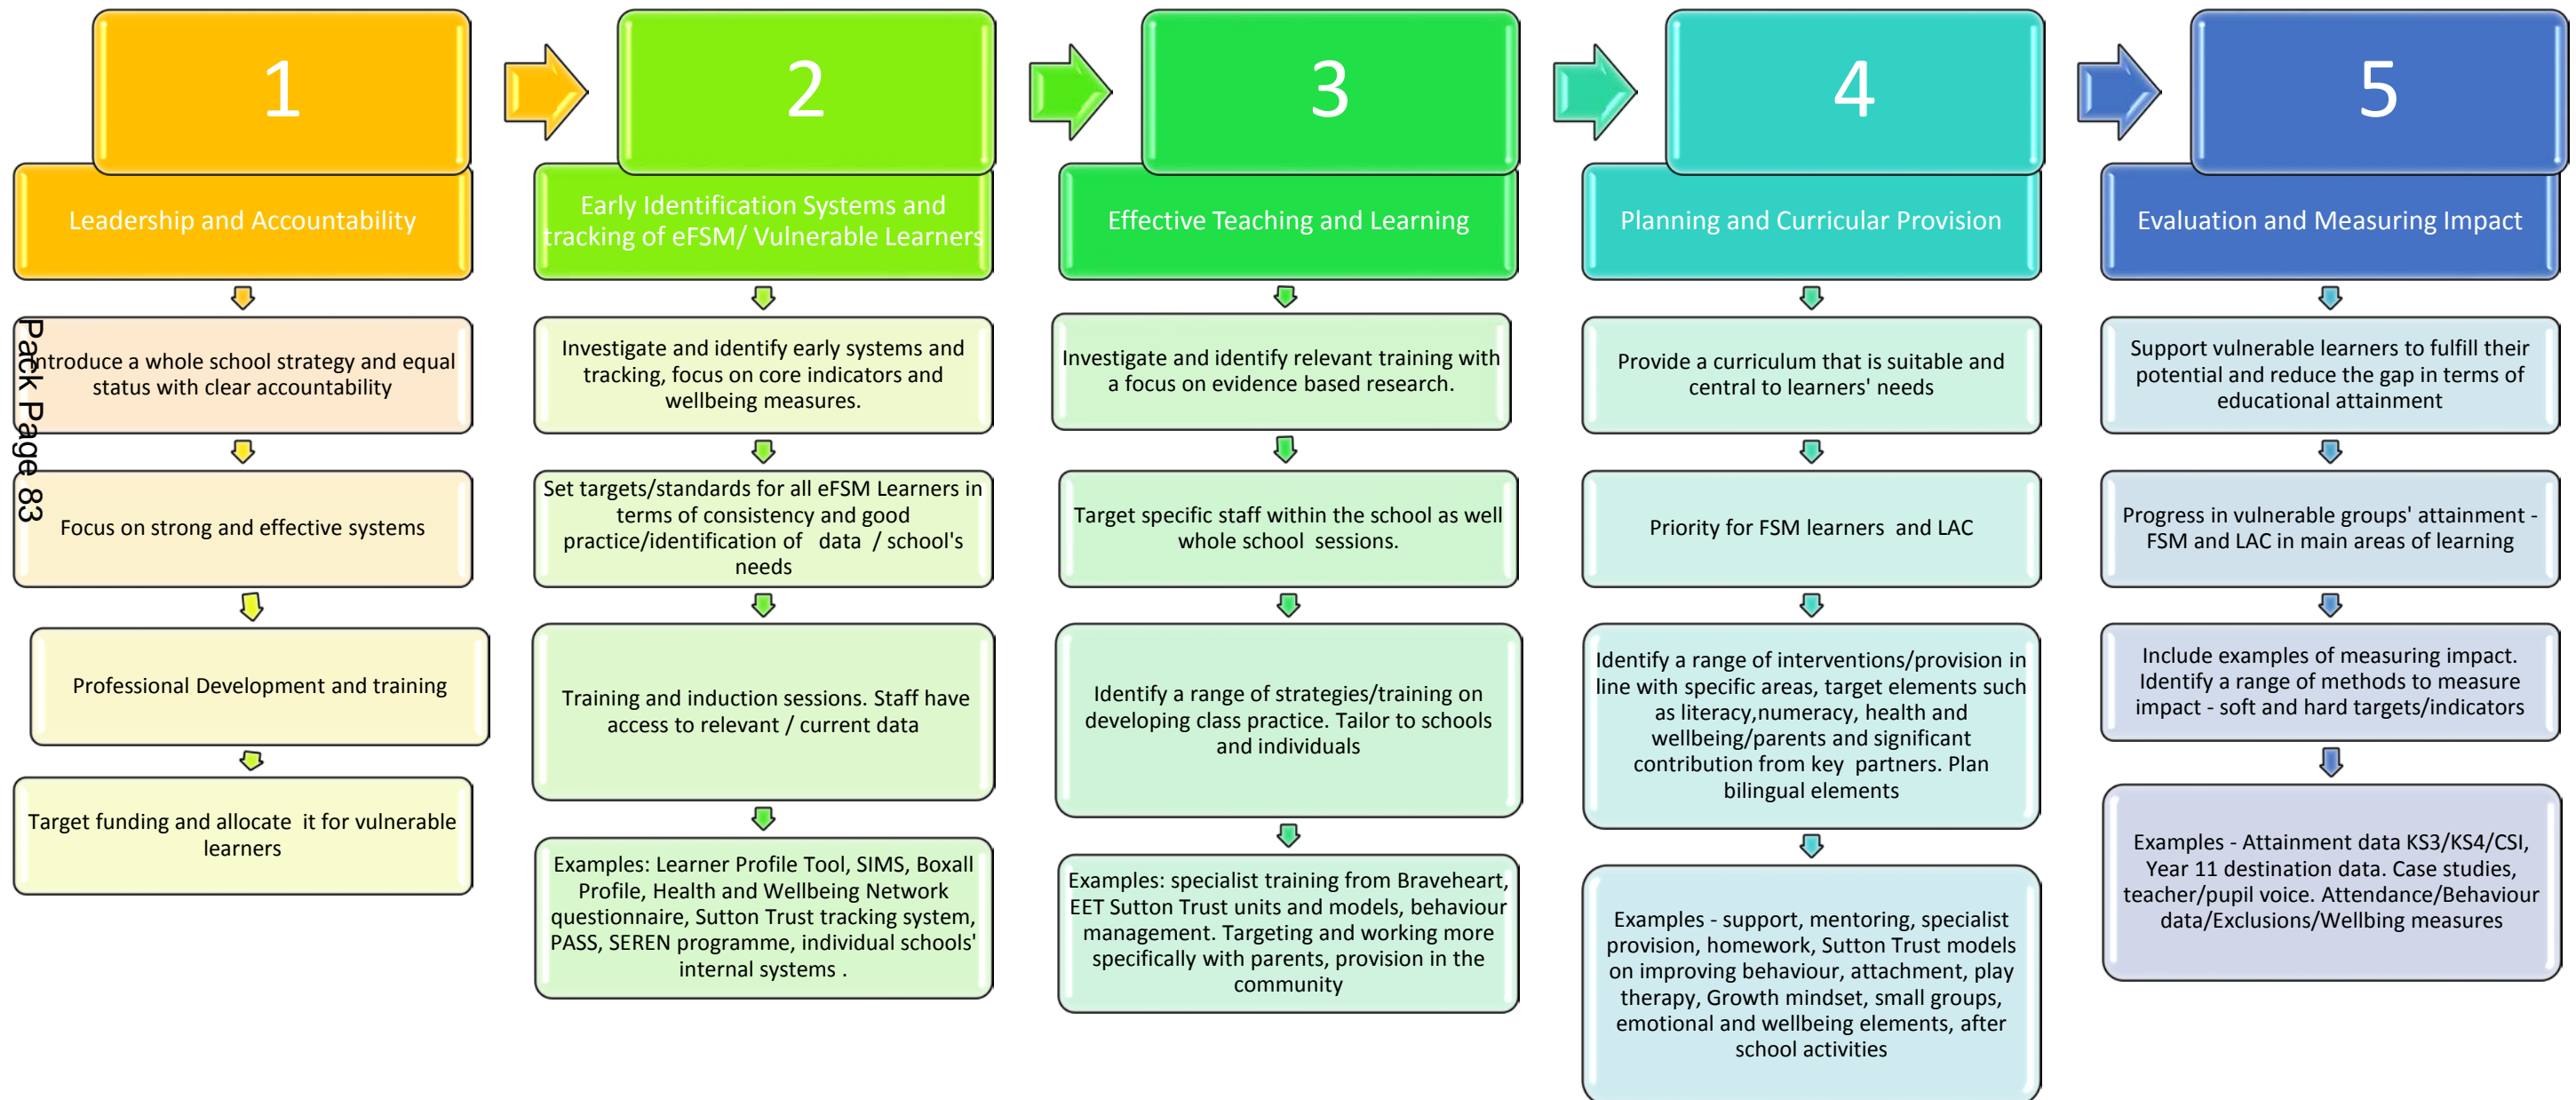 1
Leadership and Accountability
Introduce a whole school strategy and equal
status with clear accountability
Focus on strong and effective systems
Professional Development and training
Target funding and allocate it for vulnerable
learners
2
Early Identification Systems and
tracking of eFSM/ Vulnerable Learners
Investigate and identify early systems and
tracking, focus on core indicators and
wellbeing measures.
Set targets/standards for all eFSM Learners in
terms of consistency and good
practice/identification of data / school's
needs
Training and induction sessions. Staff have
access to relevant / current data
Examples: Learner Profile Tool, SIMS, Boxall
Profile, Health and Wellbeing Network
questionnaire, Sutton Trust tracking system,
PASS, SEREN programme, individual schools'
internal systems .
3
Effective Teaching and Learning
Investigate and identify relevant training with
a focus on evidence based research.
Target specific staff within the school as well
whole school sessions.
Identify a range of strategies/training on
developing class practice. Tailor to schools
and individuals
Examples: specialist training from Braveheart,
EET Sutton Trust units and models, behaviour
management. Targeting and working more
specifically with parents, provision in the
community
4
Planning and Curricular Provision
Provide a curriculum that is suitable and
central to learners' needs
Priority for FSM learners and LAC
Identify a range of interventions/provision in
line with specific areas, target elements such
as literacy,numeracy, health and
wellbeing/parents and significant
contribution from key partners. Plan
bilingual elements
Examples - support, mentoring, specialist
provision, homework, Sutton Trust models
on improving behaviour, attachment, play
therapy, Growth mindset, small groups,
emotional and wellbeing elements, after
school activities
5
Evaluation and Measuring Impact
Support vulnerable learners to fulfill their
potential and reduce the gap in terms of
educational attainment
Progress in vulnerable groups' attainment -
FSM and LAC in main areas of learning
Include examples of measuring impact.
Identify a range of methods to measure
impact - soft and hard targets/indicators
Examples - Attainment data KS3/KS4/CSI,
Year 11 destination data. Case studies,
teacher/pupil voice. Attendance/Behaviour
data/Exclusions/Wellbing measures
Pack Page 83